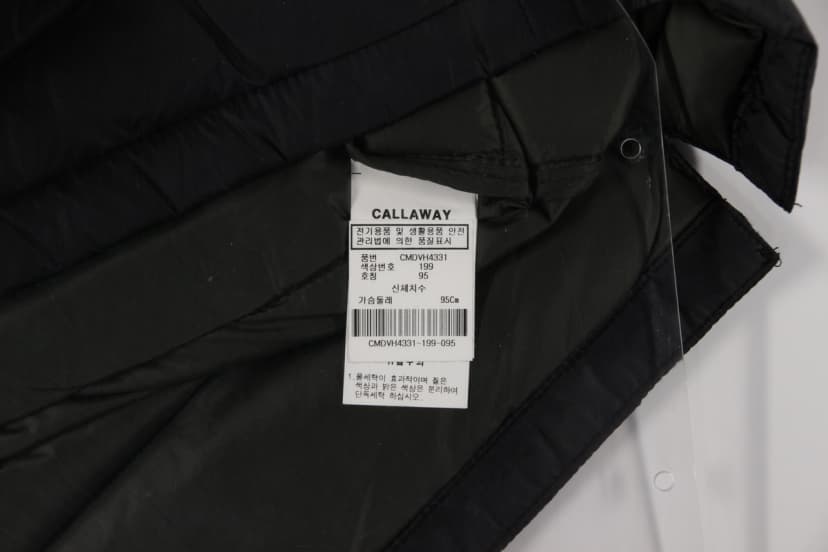 CALLAWAY
전기용품 및 생활용품 안전
관리법에 의한 품질표시
품번 CMDVH4331
색상번호 199
호칭 95
신체치수
가슴둘레 95Cm
CMDVH4331-199-095
1.물세탁이 효과적이며 짙은
색상과 밝은 색상은 분리하여
단독세탁 하십시오.